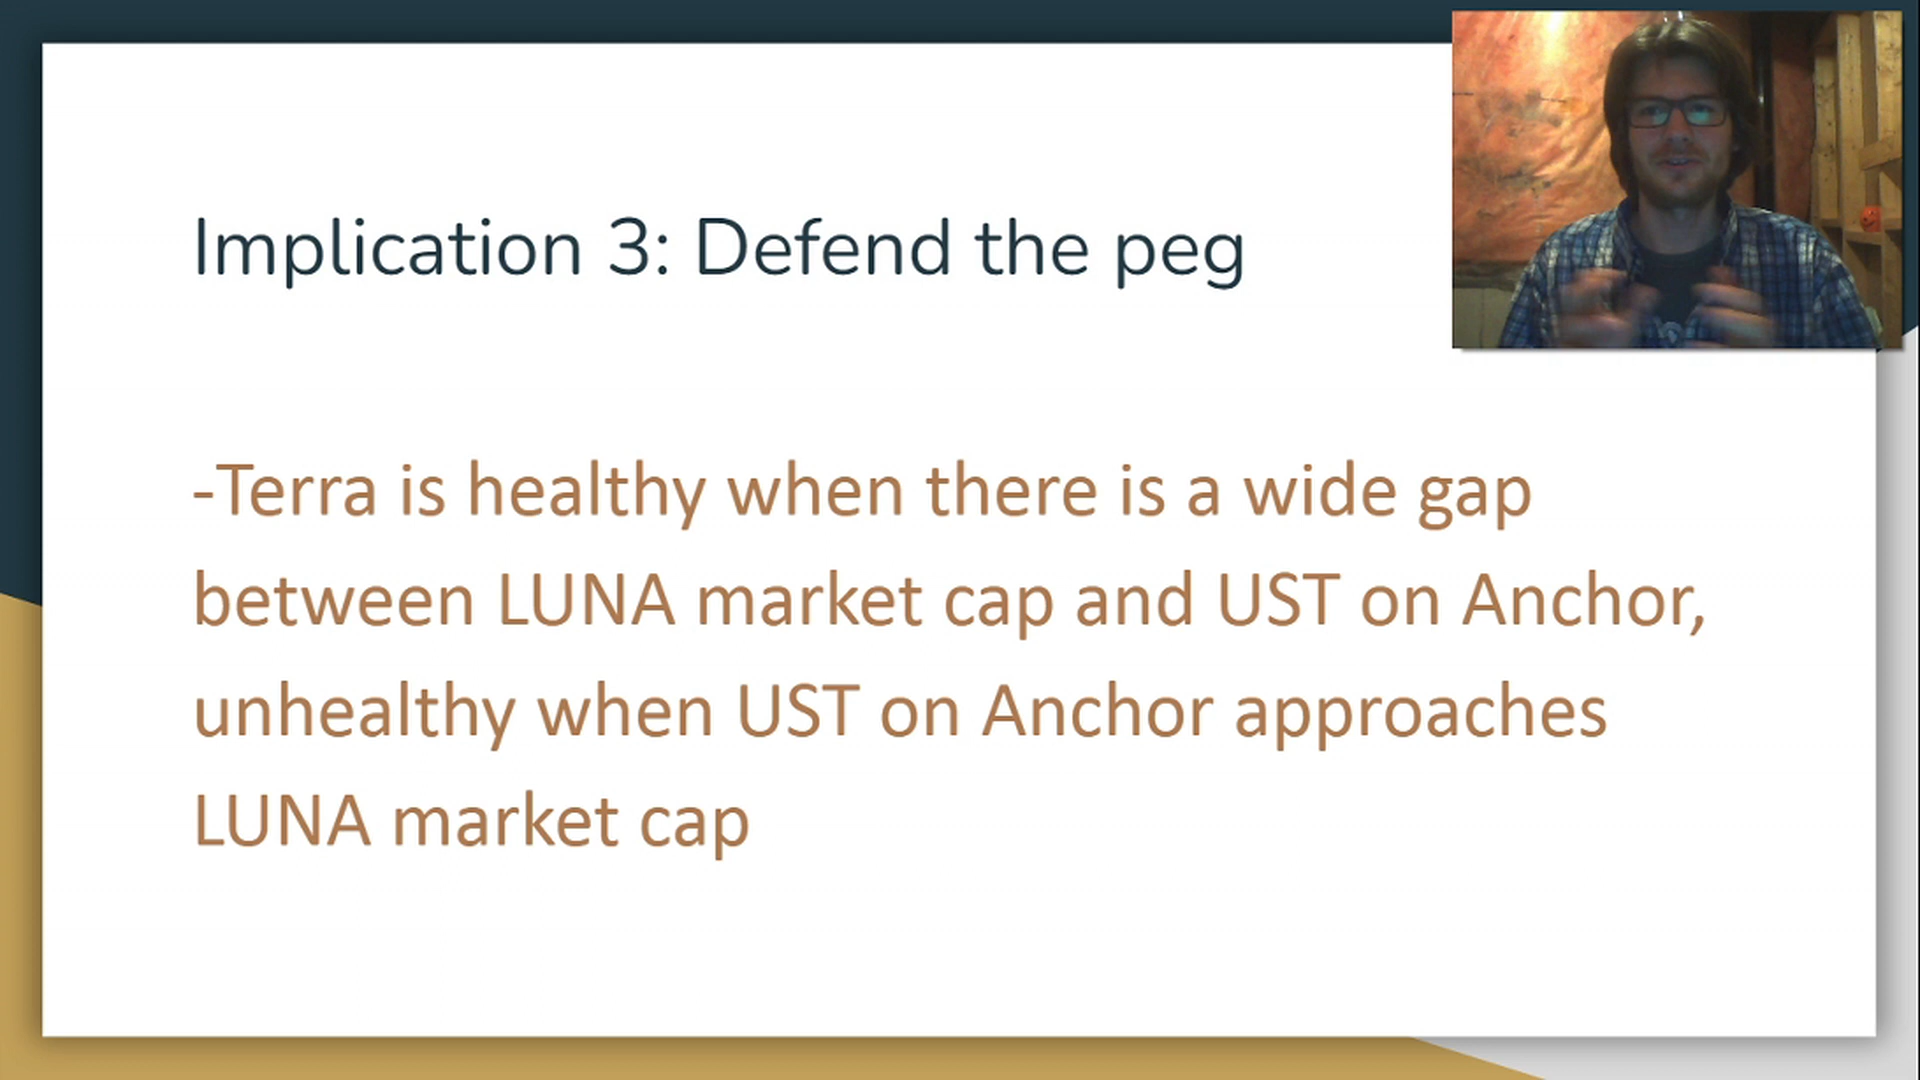 Implication 3: Defend the peg
-Terra is healthy when there is a wide gap
between LUNA market cap and UST on Anchor,
unhealthy when UST on Anchor approaches
LUNA market cap